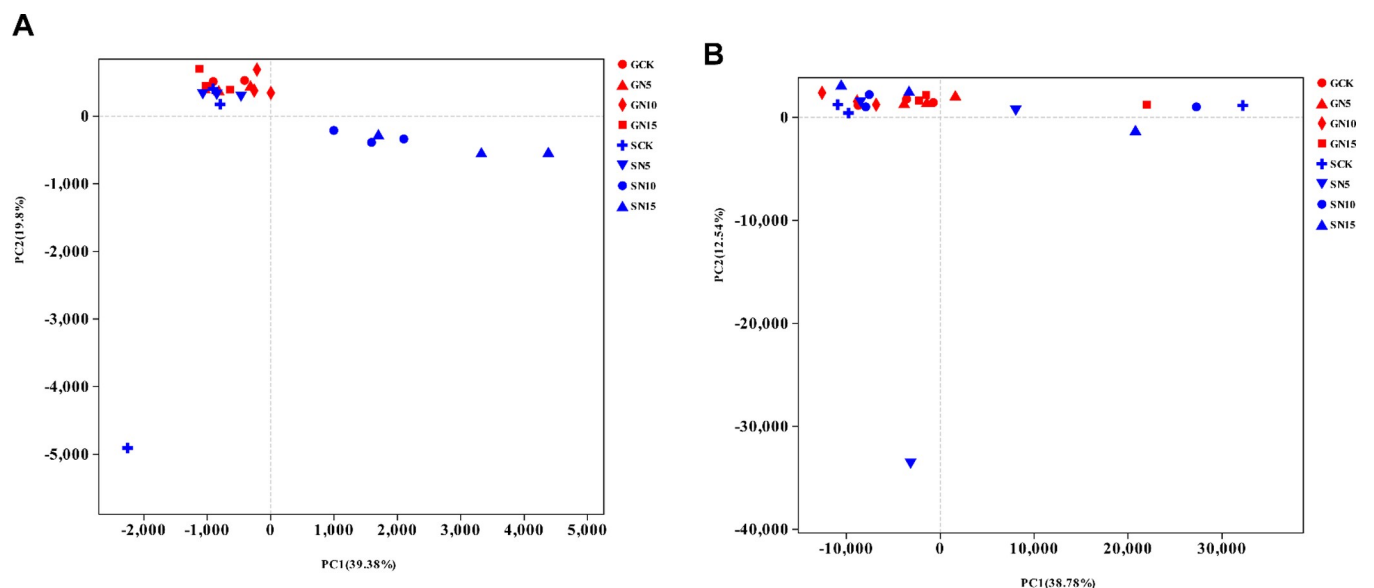 A
0
-1,000
-2,000
-3,000
-4,000
-5,000
PC2(19.8%)
-2,000 -1,000 0 1,000 2,000 3,000 4,000 5,000
PC1(39.38%)
GCK
GN5
GN10
GN15
SCK
SN5
SN10
SN15
B
0
-10,000
-20,000
-30,000
-40,000
PC2(12.54%)
-10,000 0 10,000 20,000 30,000
PC1(38.78%)
GCK
GN5
GN10
GN15
SCK
SN5
SN10
SN15